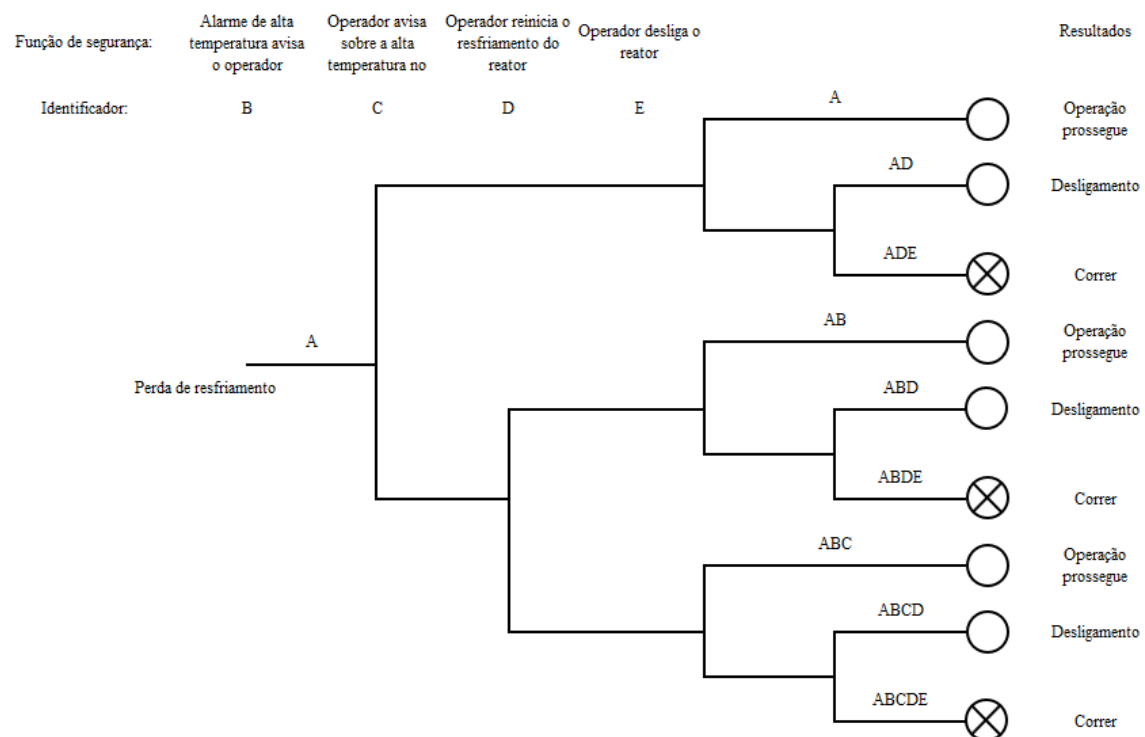 Função de segurança:
Alarme de alta
temperatura avisa
o operador
Operador avisa
sobre a alta
temperatura no
Operador reinicia o
resfriamento do
reator
Operador desliga o
reator
Resultados
Identificador:
B
C
D
E
A
Operação
prossegue
AD
Desligamento
ADE
Correr
A
Perda de resfriamento
AB
Operação
prossegue
ABD
Desligamento
ABDE
Correr
ABC
Operação
prossegue
ABCD
Desligamento
ABCDE
Correr